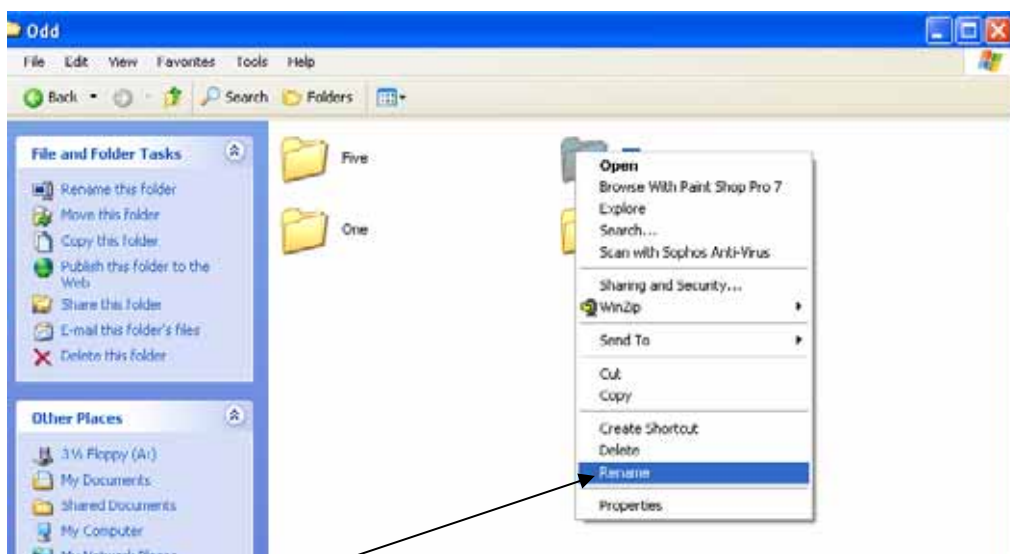 Odd
File Edit View Favorites Tools Help
Back Search Folders
File and Folder Tasks
Rename this folder
Move this folder
Copy this folder
Publish this folder to the
Web
Share this folder
E-mail this folder's files
Delete this folder
Other Places
3½ Floppy (A:)
My Documents
Shared Documents
My Computer
My Network Places
Five
One
Open
Browse With Paint Shop Pro 7
Explore
Search...
Scan with Sophos Anti-Virus
Sharing and Security...
WinZip
Send To
Cut
Copy
Create Shortcut
Delete
Rename
Properties